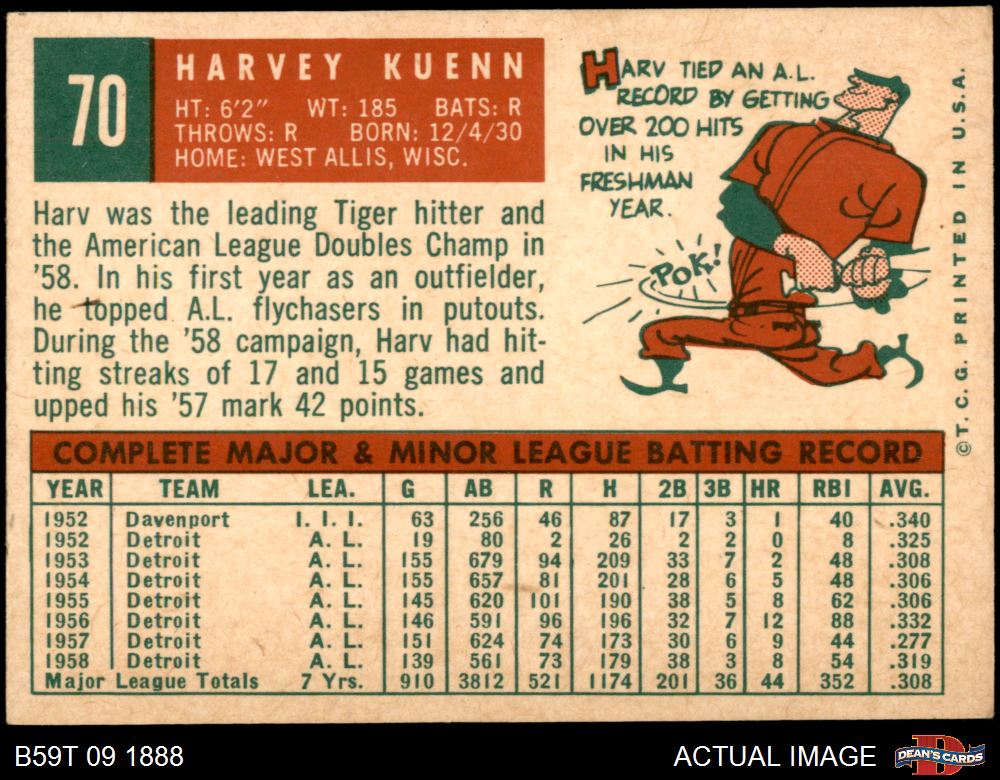 70
HARVEY KUENN
HT: 6'2" WT: 185 BATS: R
THROWS: R BORN: 12/4/30
HOME: WEST ALLIS, WISC.
HARV TIED AN A.L.
RECORD BY GETTING
OVER 200 HITS
IN HIS
FRESHMAN
YEAR.
POK!
Harv was the leading Tiger hitter and
the American League Doubles Champ in
'58. In his first year as an outfielder,
he topped A.L. flychasers in putouts.
During the '58 campaign, Harv had hit-
ting streaks of 17 and 15 games and
upped his '57 mark 42 points.
© T. C. G. PRINTED IN U.S.A.
COMPLETE MAJOR & MINOR LEAGUE BATTING RECORD
YEAR TEAM LEA. G AB R H 2B 3B HR RBI AVG.
1952 Davenport I. I. I. 63 256 46 87 17 3 1 40 .340
1952 Detroit A. L. 19 80 2 26 2 2 0 8 .325
1953 Detroit A. L. 155 679 94 209 33 7 2 48 .308
1954 Detroit A. L. 155 657 81 201 28 6 5 48 .306
1955 Detroit A. L. 145 620 101 190 38 5 8 62 .306
1956 Detroit A. L. 146 591 96 196 32 7 12 88 .332
1957 Detroit A. L. 151 624 74 173 30 6 9 44 .277
1958 Detroit A. L. 139 561 73 179 38 3 8 54 .319
Major League Totals 7 Yrs. 910 3812 521 1174 201 36 44 352 .308
B59T 09 1888
ACTUAL IMAGE
DEAN'S CARDS